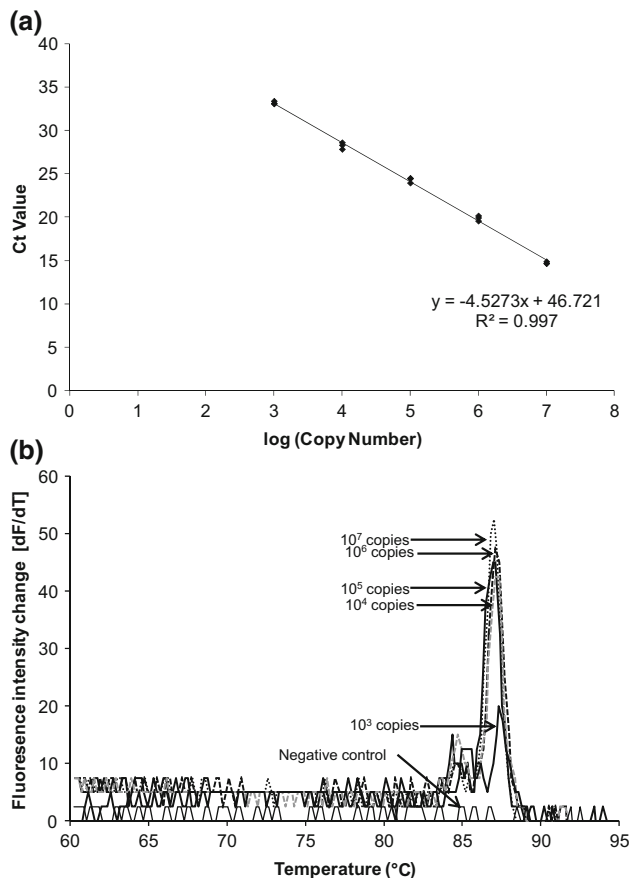 (a)
40
35
30
25
20
15
10
5
0
Ct Value
y = -4.5273x + 46.721
R² = 0.997
0 1 2 3 4 5 6 7 8
log (Copy Number)
(b)
60
50
40
30
20
10
0
Fluoresence intensity change [dF/dT]
10⁷ copies
10⁶ copies
10⁵ copies
10⁴ copies
10³ copies
Negative control
60 65 70 75 80 85 90 95
Temperature (°C)